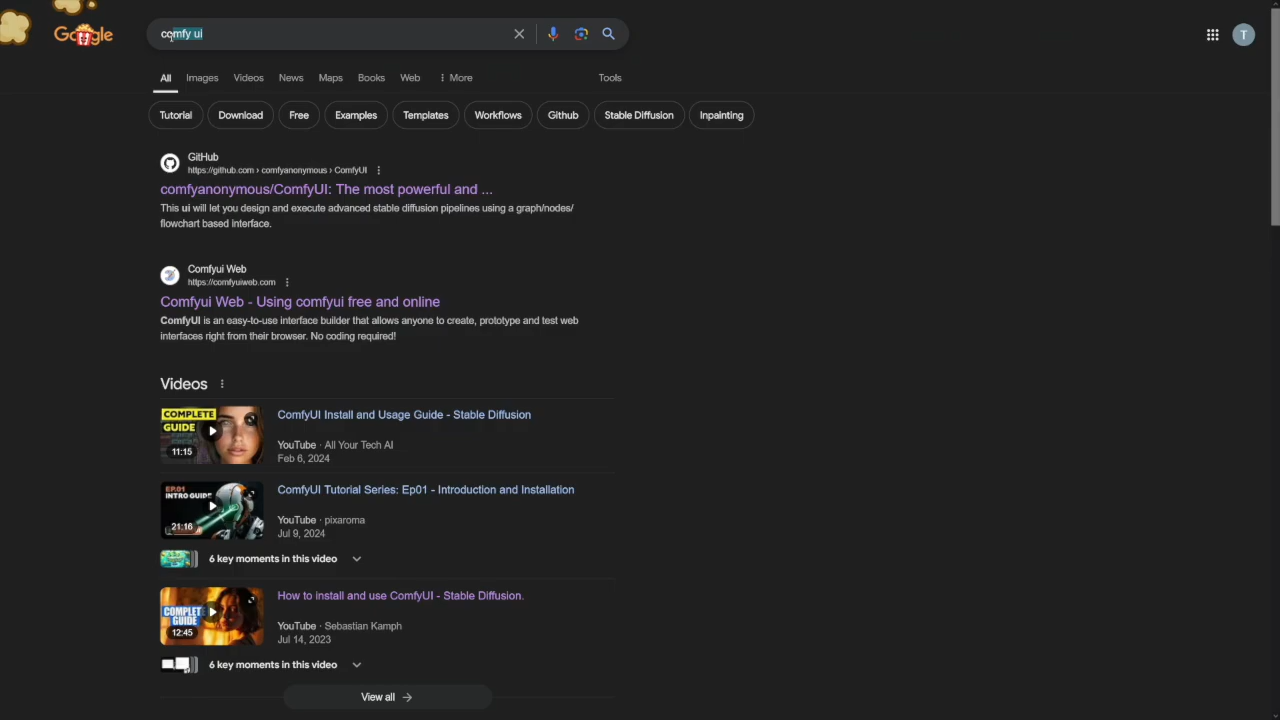 Google
comfy ui
T
All Images Videos News Maps Books Web More Tools
Tutorial Download Free Examples Templates Workflows Github Stable Diffusion Inpainting
GitHub
https://github.com › comfyanonymous › ComfyUI
comfyanonymous/ComfyUI: The most powerful and ...
This ui will let you design and execute advanced stable diffusion pipelines using a graph/nodes/
flowchart based interface.
Comfyui Web
https://comfyuiweb.com
Comfyui Web - Using comfyui free and online
ComfyUI is an easy-to-use interface builder that allows anyone to create, prototype and test web
interfaces right from their browser. No coding required!
Videos
COMPLETE
GUIDE
11:15
ComfyUI Install and Usage Guide - Stable Diffusion
YouTube · All Your Tech AI
Feb 6, 2024
EP.01
INTRO GUIDE
21:16
ComfyUI Tutorial Series: Ep01 - Introduction and Installation
YouTube · pixaroma
Jul 9, 2024
6 key moments in this video
COMPLET
GUIDE
12:45
How to install and use ComfyUI - Stable Diffusion.
YouTube · Sebastian Kamph
Jul 14, 2023
6 key moments in this video
View all →